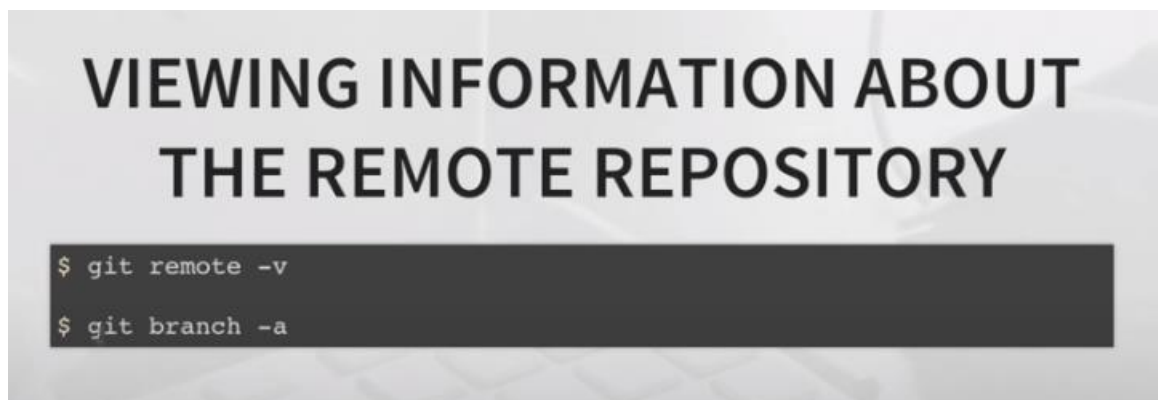 VIEWING INFORMATION ABOUT
THE REMOTE REPOSITORY
$ git remote -v
$ git branch -a